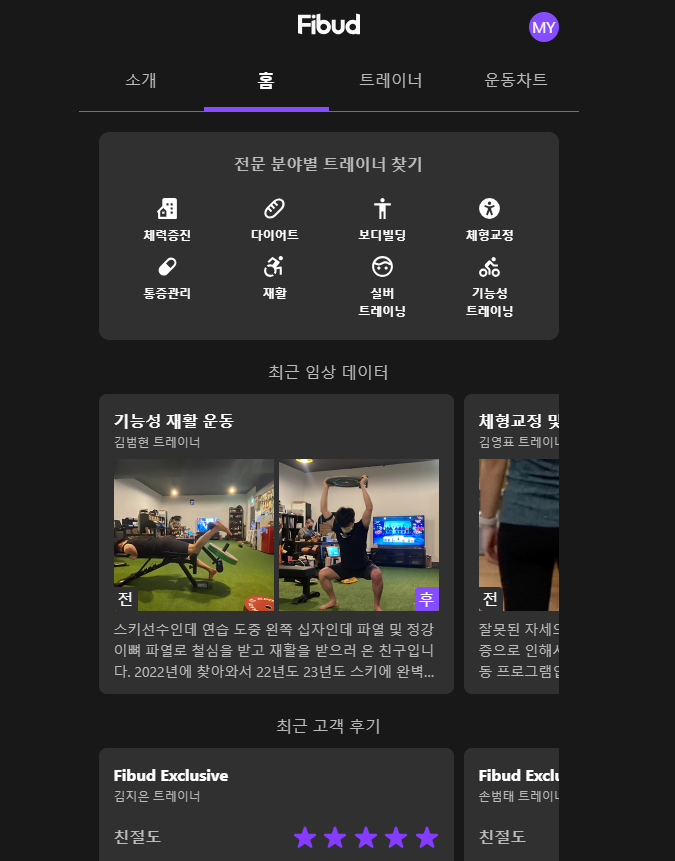 Fibud
MY
소개
홈
트레이너
운동차트
전문 분야별 트레이너 찾기
체력증진
다이어트
보디빌딩
체형교정
통증관리
재활
실버
트레이닝
기능성
트레이닝
최근 임상 데이터
기능성 재활 운동
김범현 트레이너
전
후
스키선수인데 연습 도중 왼쪽 십자인데 파열 및 정강
이뼈 파열로 철심을 받고 재활을 받으러 온 친구입니
다. 2022년에 찾아와서 22년도 23년도 스키에 완벽...
체형교정 및
김영표 트레이너
전
잘못된 자세으
증으로 인해서
동 프로그램입
최근 고객 후기
Fibud Exclusive
김지은 트레이너
친절도
Fibud Exclu
손범태 트레이너
친절도